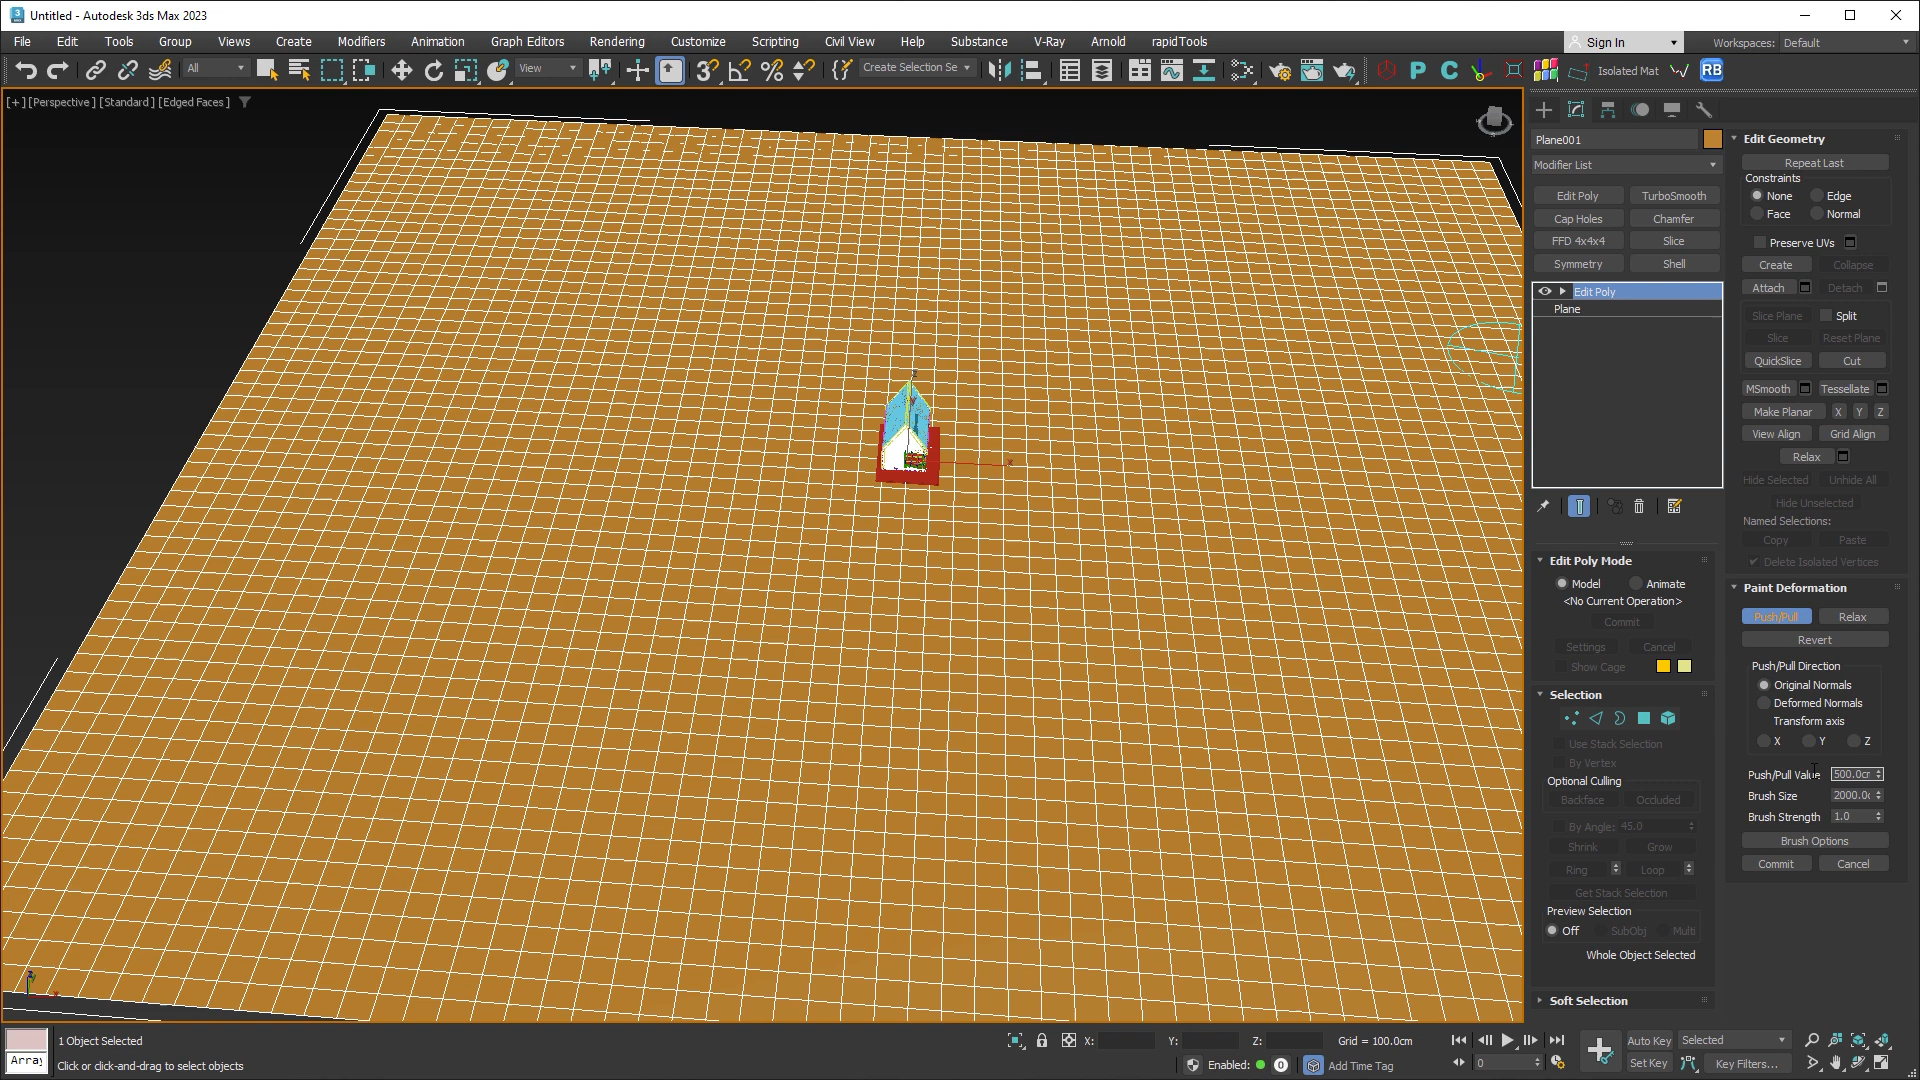 Untitled - Autodesk 3ds Max 2023
File Edit Tools Group Views Create Modifiers Animation Graph Editors Rendering Customize Scripting Civil View Help Substance V-Ray Arnold rapidTools Sign In Workspaces: Default
All View Create Selection Se Isolated Mat RB
[+] [Perspective] [Standard] [Edged Faces]
Plane001
Modifier List
Edit Poly TurboSmooth
Cap Holes Chamfer
FFD 4x4x4 Slice
Symmetry Shell
Edit Poly
Plane
Edit Poly Mode
Model Animate
<No Current Operation>
Commit
Settings Cancel
Show Cage
Selection
Use Stack Selection
By Vertex
Optional Culling
Backface Occluded
By Angle: 45.0
Shrink Grow
Ring Loop
Get Stack Selection
Preview Selection
Off SubObj Multi
Whole Object Selected
Soft Selection
Edit Geometry
Repeat Last
Constraints
None Edge
Face Normal
Preserve UVs
Create Collapse
Attach Detach
Slice Plane Split
Slice Reset Plane
QuickSlice Cut
MSmooth Tessellate
Make Planar X Y Z
View Align Grid Align
Relax
Hide Selected Unhide All
Hide Unselected
Named Selections:
Copy Paste
Delete Isolated Vertices
Paint Deformation
Push/Pull Relax
Revert
Push/Pull Direction
Original Normals
Deformed Normals
Transform axis
X Y Z
Push/Pull Value 500.0cr
Brush Size 2000.0c
Brush Strength 1.0
Brush Options
Commit Cancel
Array
1 Object Selected
Click or click-and-drag to select objects
X: Y: Z: Grid = 100.0cm
Enabled: 0 Add Time Tag
0
Auto Key Selected
Set Key Key Filters...